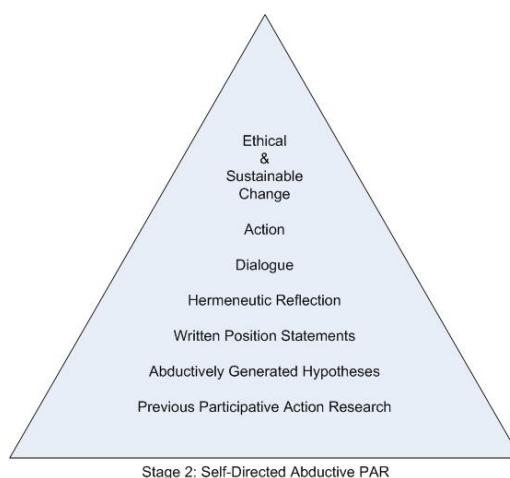 Ethical
&
Sustainable
Change
Action
Dialogue
Hermeneutic Reflection
Written Position Statements
Abductively Generated Hypotheses
Previous Participative Action Research
Stage 2: Self-Directed Abductive PAR